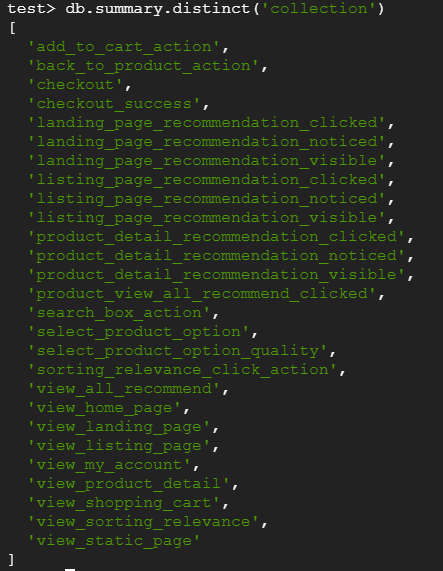 test> db.summary.distinct('collection')
[
  'add_to_cart_action',
  'back_to_product_action',
  'checkout',
  'checkout_success',
  'landing_page_recommendation_clicked',
  'landing_page_recommendation_noticed',
  'landing_page_recommendation_visible',
  'listing_page_recommendation_clicked',
  'listing_page_recommendation_noticed',
  'listing_page_recommendation_visible',
  'product_detail_recommendation_clicked',
  'product_detail_recommendation_noticed',
  'product_detail_recommendation_visible',
  'product_view_all_recommend_clicked',
  'search_box_action',
  'select_product_option',
  'select_product_option_quality',
  'sorting_relevance_click_action',
  'view_all_recommend',
  'view_home_page',
  'view_landing_page',
  'view_listing_page',
  'view_my_account',
  'view_product_detail',
  'view_shopping_cart',
  'view_sorting_relevance',
  'view_static_page'
]